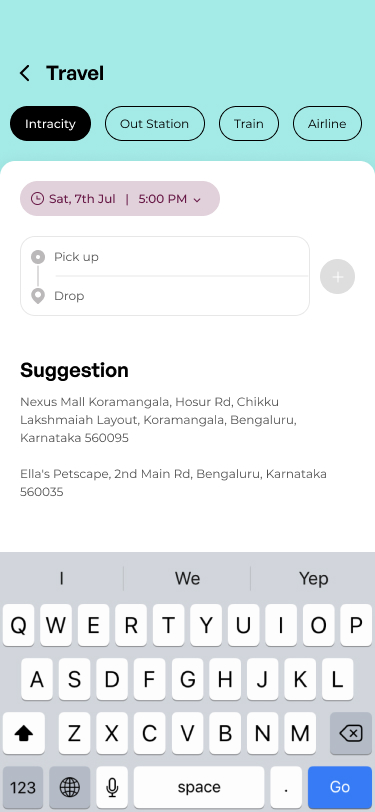 Travel
Intracity
Out Station
Train
Airline
Sat, 7th Jul | 5:00 PM
Pick up
Drop
Suggestion
Nexus Mall Koramangala, Hosur Rd, Chikku
Lakshmaiah Layout, Koramangala, Bengaluru,
Karnataka 560095
Ella's Petscape, 2nd Main Rd, Bengaluru, Karnataka
560035
I We Yep
Q W E R T Y U I O P
A S D F G H J K L
Z X C V B N M
123 space . Go